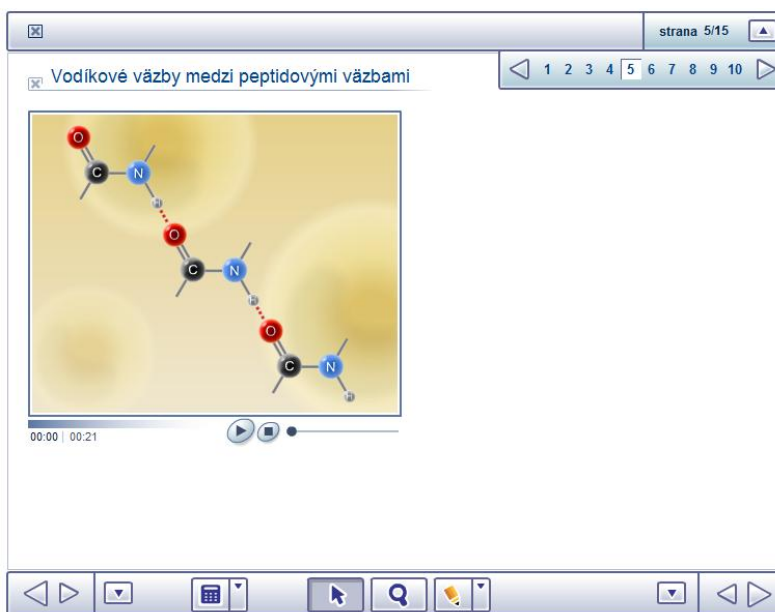 strana 5/15
1 2 3 4 5 6 7 8 9 10
Vodíkové väzby medzi peptidovými väzbami
O
C N
H
O
C N
H
O
C N
H
00:00 | 00:21